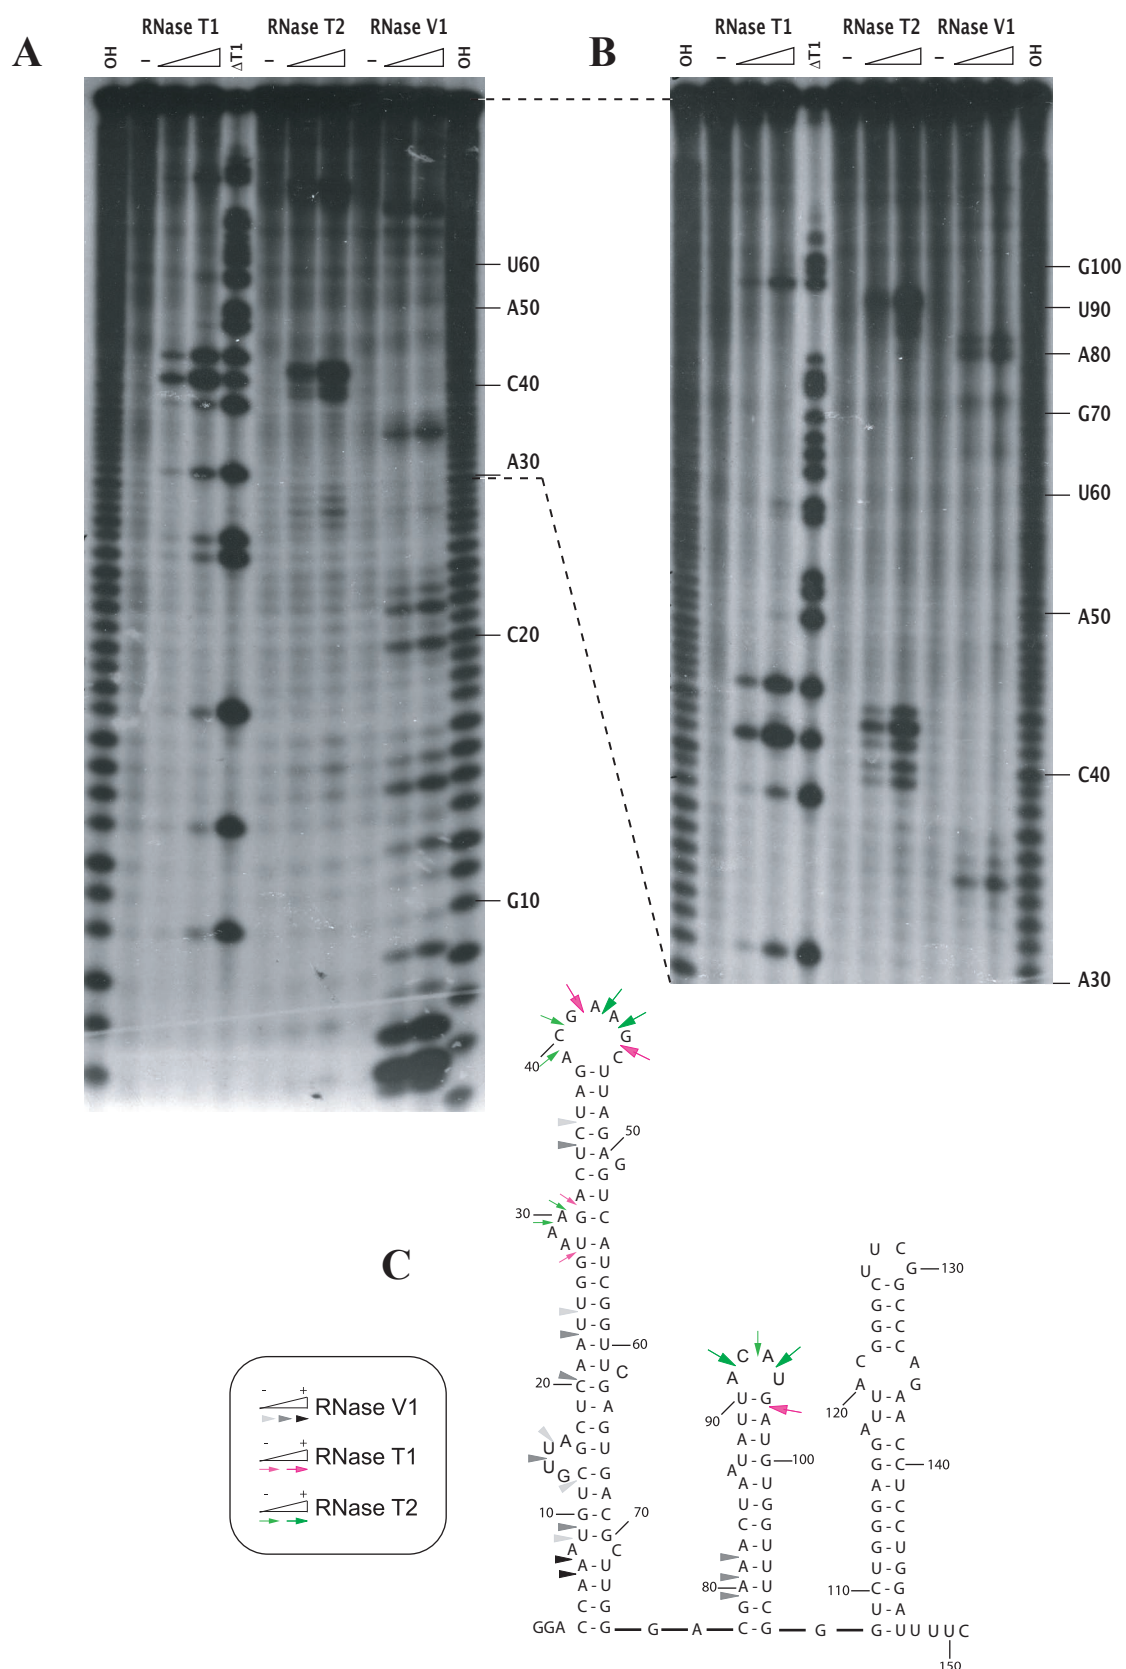 A
B
RNase T1
RNase T2
RNase V1
OH
-
ΔT1
-
-
OH
RNase T1
RNase T2
RNase V1
OH
-
ΔT1
-
-
OH
U60
A50
C40
A30
C20
G10
G100
U90
A80
G70
U60
A50
C40
A30
C
- +
RNase V1
- +
RNase T1
- +
RNase T2
G A A
C A G
40 A C
G-U
A U
U A
C-G 50
U-A G
C-G
A U
30 A G-C
A A U-A
G U
G C
U-G
U-G
A-U 60
A-U C
20 C-G
U-A
C-G
U A G U
U G C G
U-A
10 G-C 70
U-G
A A-U C
A-U
C G
GGA C-G G A C-G G G-UUUUC
150
C A
A U
U-G
90 U-A
A-U
A U-G 100
A U
U-G
C-G
A-U
A-U
80 A-U
G-C
U C
U G 130
C-G
G-C
G-C
C G-C A
120 A U-A G
U-A
A G C
G-C 140
A-U
G-C
G-C
G-U
U-G
110 C-G
U-A